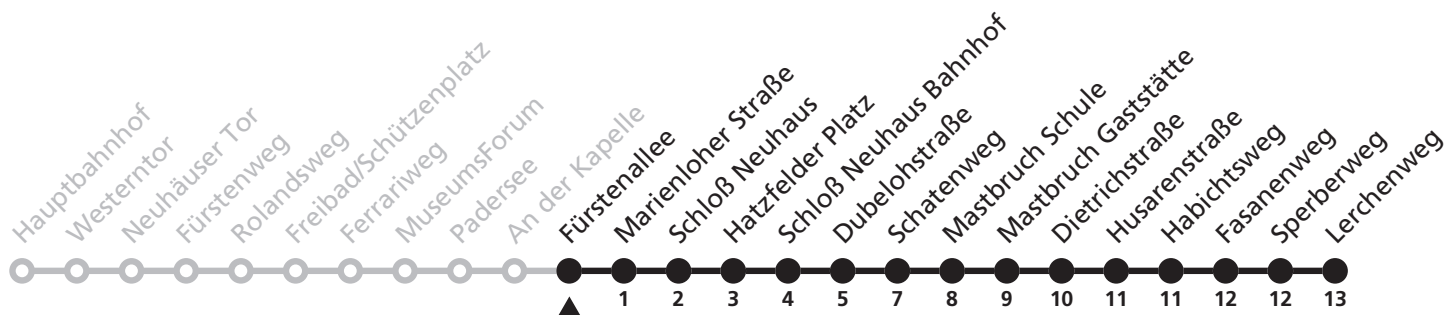 Hauptbahnhof
Westerntor
Neuhäuser Tor
Fürstenweg
Rolandsweg
Freibad/Schützenplatz
Ferrariweg
MuseumsForum
Padersee
An der Kapelle
Fürstenallee
Marienloher Straße
Schloß Neuhaus
Hatzfelder Platz
Schloß Neuhaus Bahnhof
Dubelohstraße
Schatenweg
Mastbruch Schule
Mastbruch Gaststätte
Dietrichstraße
Husarenstraße
Habichtsweg
Fasanenweg
Sperberweg
Lerchenweg
1 2 3 4 5 7 8 9 10 11 11 12 12 13